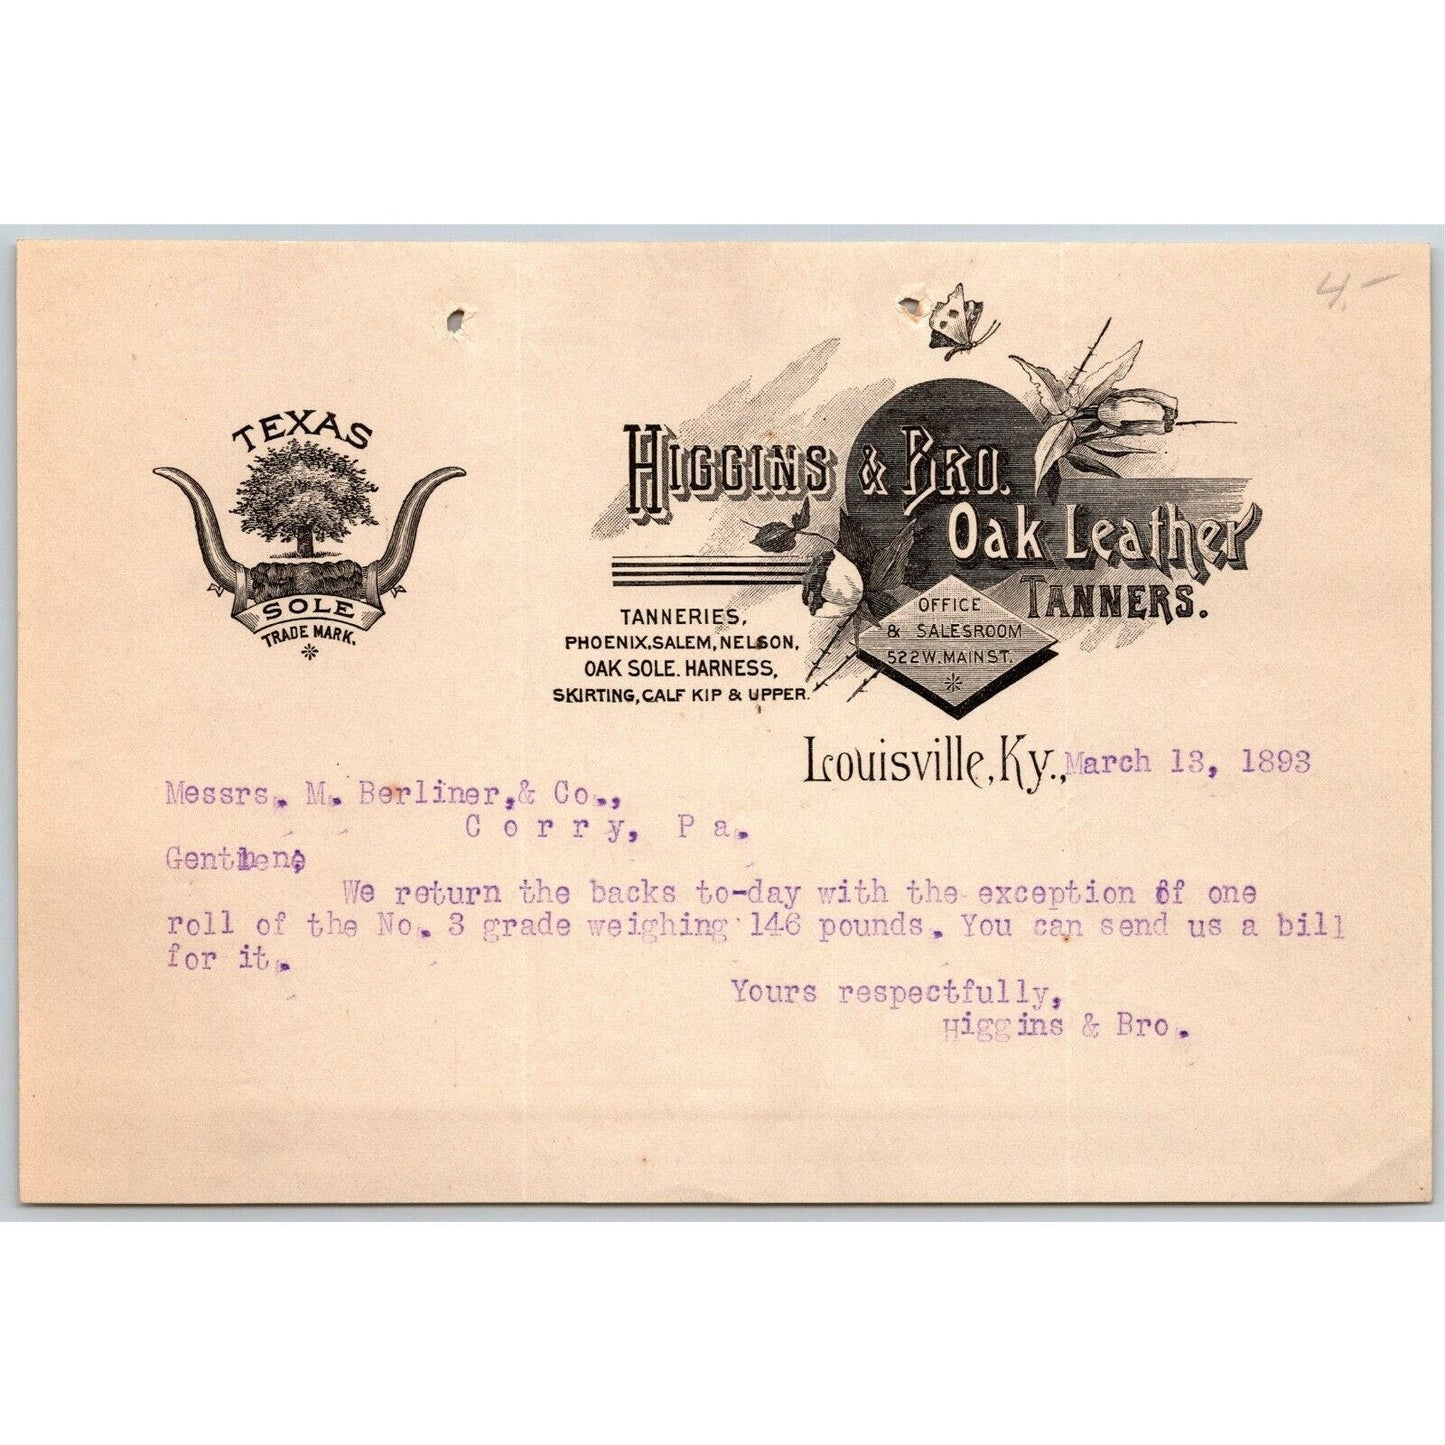 4.-
TEXAS
SOLE
TRADE MARK.
HIGGINS & BRO.
Oak Leather
TANNERS.
TANNERIES,
PHOENIX, SALEM, NELSON,
OAK SOLE. HARNESS,
SKIRTING, CALF KIP & UPPER.
OFFICE
& SALESROOM
522 W. MAIN ST.
Louisville, Ky., March 13, 1893
Messrs. M. Berliner,& Co.,
Corry, Pa.
We return the backs to-day with the exception of one
roll of the No. 3 grade weighing 146 pounds. You can send us a bill
for it.
Yours respectfully,
Higgins & Bro.